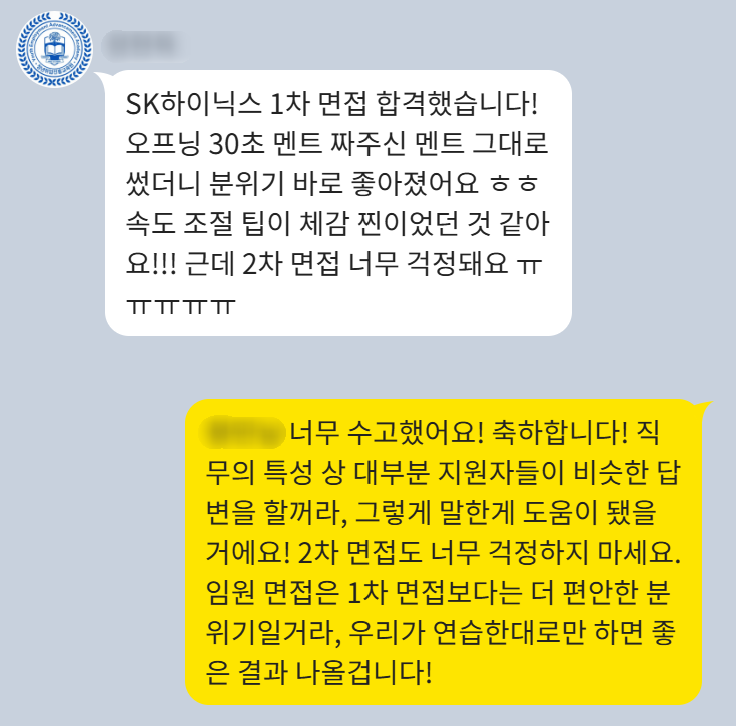 SK하이닉스 1차 면접 합격했습니다!
오프닝 30초 멘트 짜주신 멘트 그대로
썼더니 분위기 바로 좋아졌어요 ㅎㅎ
속도 조절 팁이 체감 찐이었던 것 같아
요!!! 근데 2차 면접 너무 걱정돼요 ㅠ
ㅠㅠㅠㅠ
너무 수고했어요! 축하합니다! 직
무의 특성 상 대부분 지원자들이 비슷한 답
변을 할꺼라, 그렇게 말한게 도움이 됐을
거에요! 2차 면접도 너무 걱정하지 마세요.
임원 면접은 1차 면접보다는 더 편안한 분
위기일거라, 우리가 연습한대로만 하면 좋
은 결과 나올겁니다!